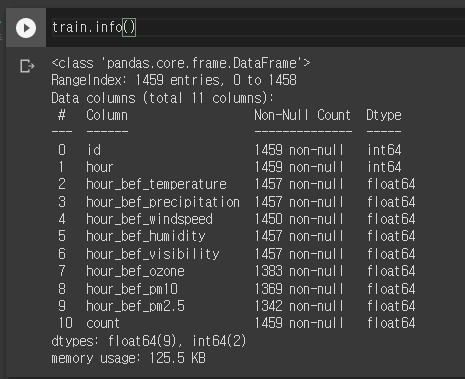 train.info()
<class 'pandas.core.frame.DataFrame'>
RangeIndex: 1459 entries, 0 to 1458
Data columns (total 11 columns):
 #   Column                  Non-Null Count  Dtype
---  ------                  --------------  -----
 0   id                      1459 non-null   int64
 1   hour                    1459 non-null   int64
 2   hour_bef_temperature    1457 non-null   float64
 3   hour_bef_precipitation  1457 non-null   float64
 4   hour_bef_windspeed      1450 non-null   float64
 5   hour_bef_humidity       1457 non-null   float64
 6   hour_bef_visibility     1457 non-null   float64
 7   hour_bef_ozone          1383 non-null   float64
 8   hour_bef_pm10           1369 non-null   float64
 9   hour_bef_pm2.5          1342 non-null   float64
 10  count                   1459 non-null   float64
dtypes: float64(9), int64(2)
memory usage: 125.5 KB